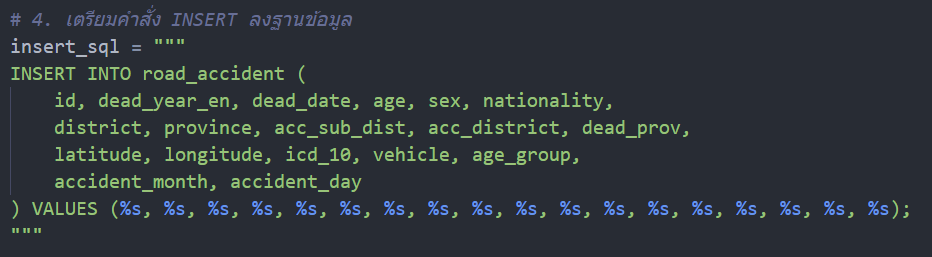 # 4. เตรียมคำสั่ง INSERT ลงฐานข้อมูล
insert_sql = """
INSERT INTO road_accident (
    id, dead_year_en, dead_date, age, sex, nationality,
    district, province, acc_sub_dist, acc_district, dead_prov,
    latitude, longitude, icd_10, vehicle, age_group,
    accident_month, accident_day
) VALUES (%s, %s, %s, %s, %s, %s, %s, %s, %s, %s, %s, %s, %s, %s, %s, %s, %s, %s);
"""